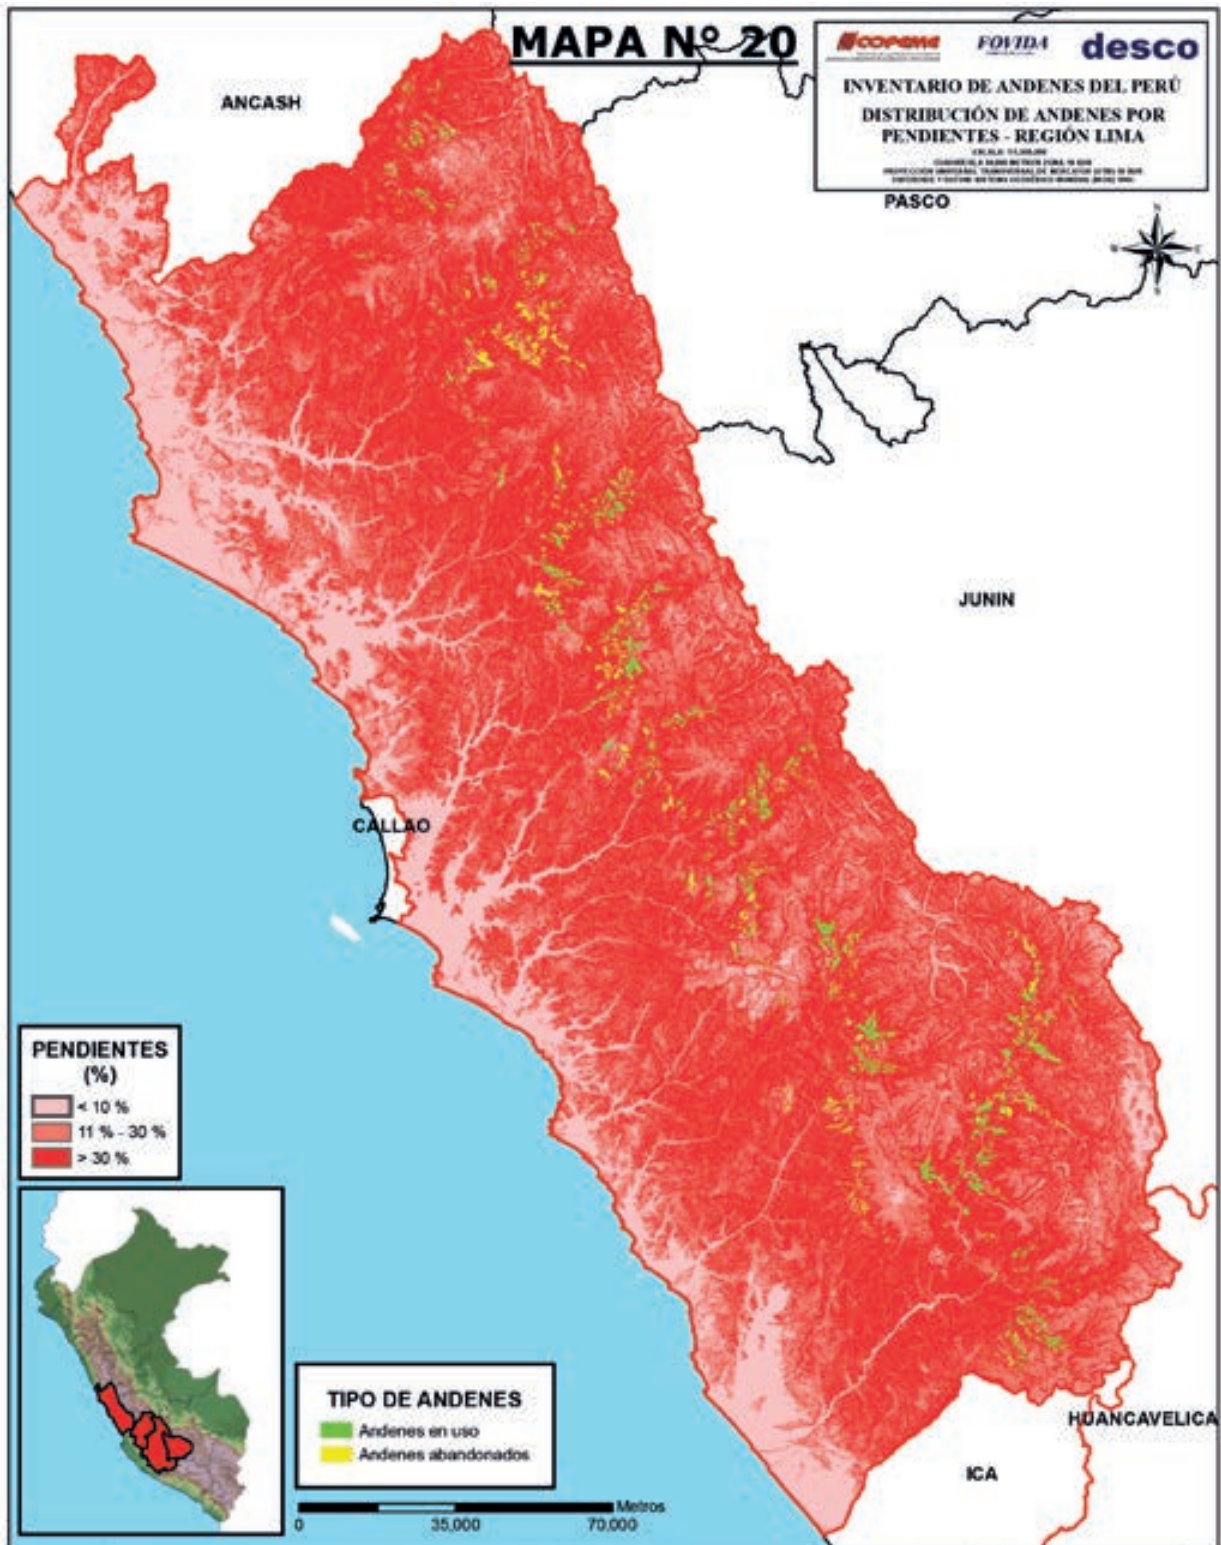 MAPA N° 20
COPEME
FOVIDA
desco
INVENTARIO DE ANDENES DEL PERÚ
DISTRIBUCIÓN DE ANDENES POR
PENDIENTES - REGIÓN LIMA
ANCASH
PASCO
N
W
E
JUNIN
CALLAO
PENDIENTES
(%)
< 10 %
11 % - 30 %
> 30 %
TIPO DE ANDENES
Andenes en uso
Andenes abandonados
HUANCAVELICA
ICA
Metros
0 35,000 70,000